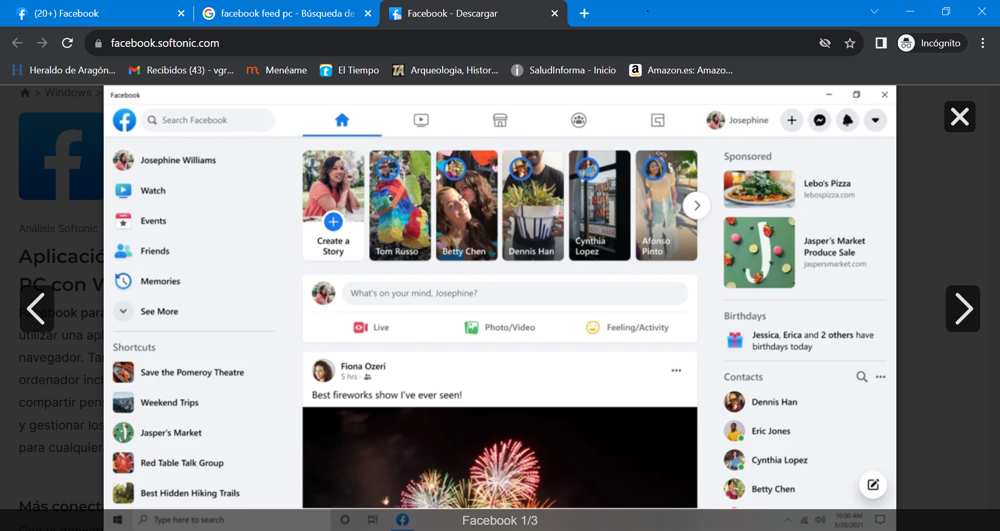 (20+) Facebook
facebook feed pc - Búsqueda de
Facebook - Descargar
facebook.softonic.com
Incógnito
Heraldo de Aragón...
Recibidos (43) - vgr...
Menéame
El Tiempo
Arqueologia, Histor...
SaludInforma - Inicio
Amazon.es: Amazo...
> Windows >
Análisis Softonic
Aplicació
PC con
para
utilizar una apl
navegador. Ta
ordenador incl
compartir pen
y gestionar los
para cualquier
Más conect
Facebook
Search Facebook
Josephine
Josephine Williams
Watch
Events
Friends
Memories
See More
Shortcuts
Save the Pomeroy Theatre
Weekend Trips
Jasper's Market
Red Table Talk Group
Best Hidden Hiking Trails
Create a
Story
Tom Russo
Betty Chen
Dennis Han
Cynthia
Lopez
Afonso
Pinto
What's on your mind, Josephine?
Live
Photo/Video
Feeling/Activity
Fiona Ozeri
5 hrs ·
Best fireworks show I've ever seen!
Sponsored
Lebo's Pizza
lebospizza.com
Jasper's Market
Produce Sale
jaspersmarket.com
Birthdays
Jessica, Erica and 2 others have
birthdays today
Contacts
Dennis Han
Eric Jones
Cynthia Lopez
Betty Chen
Type here to search
Facebook 1/3
10:00 AM
5/20/2021